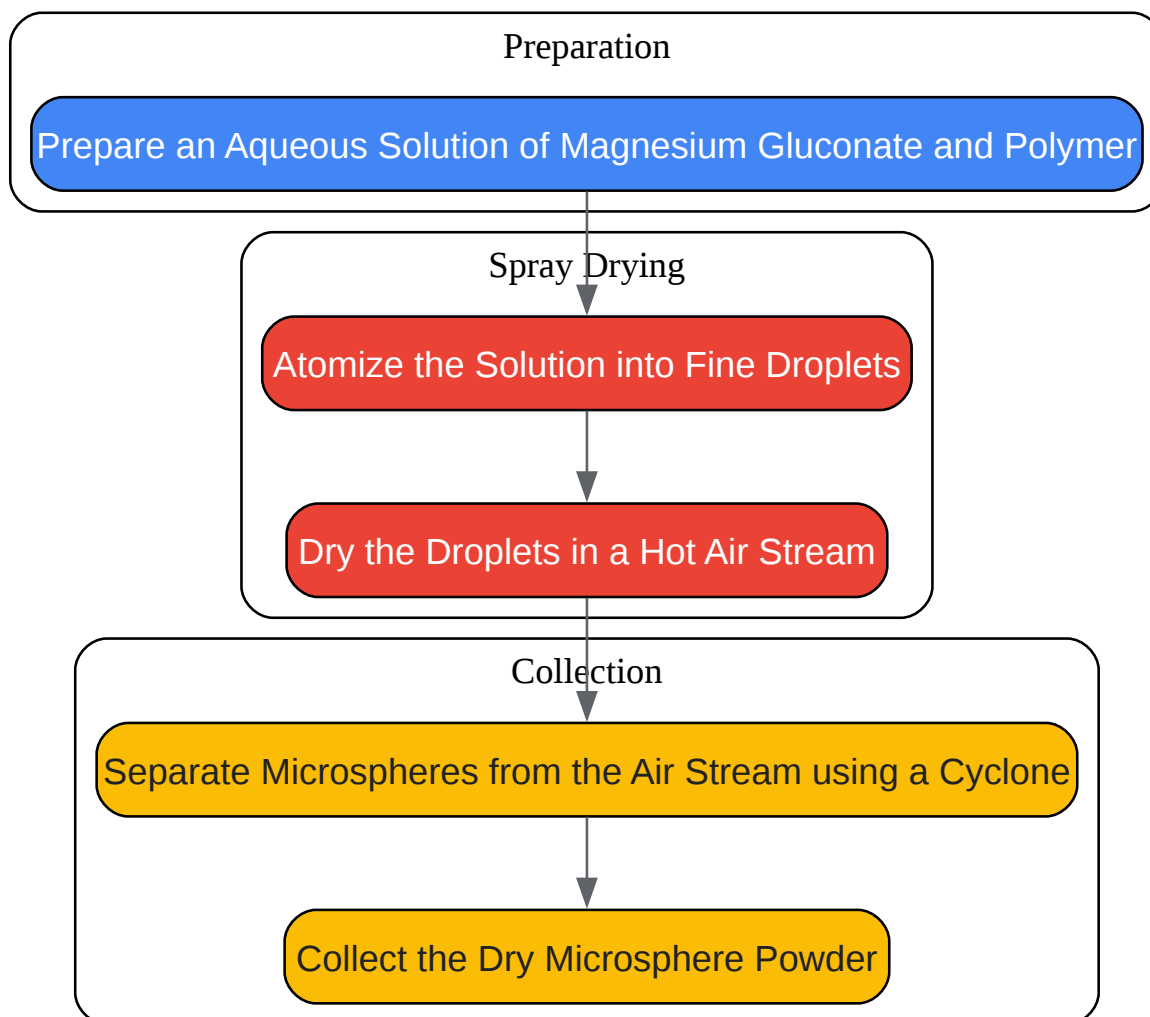 Preparation
Prepare an Aqueous Solution of Magnesium Gluconate and Polymer
Spray Drying
Atomize the Solution into Fine Droplets
Dry the Droplets in a Hot Air Stream
Collection
Separate Microspheres from the Air Stream using a Cyclone
Collect the Dry Microsphere Powder